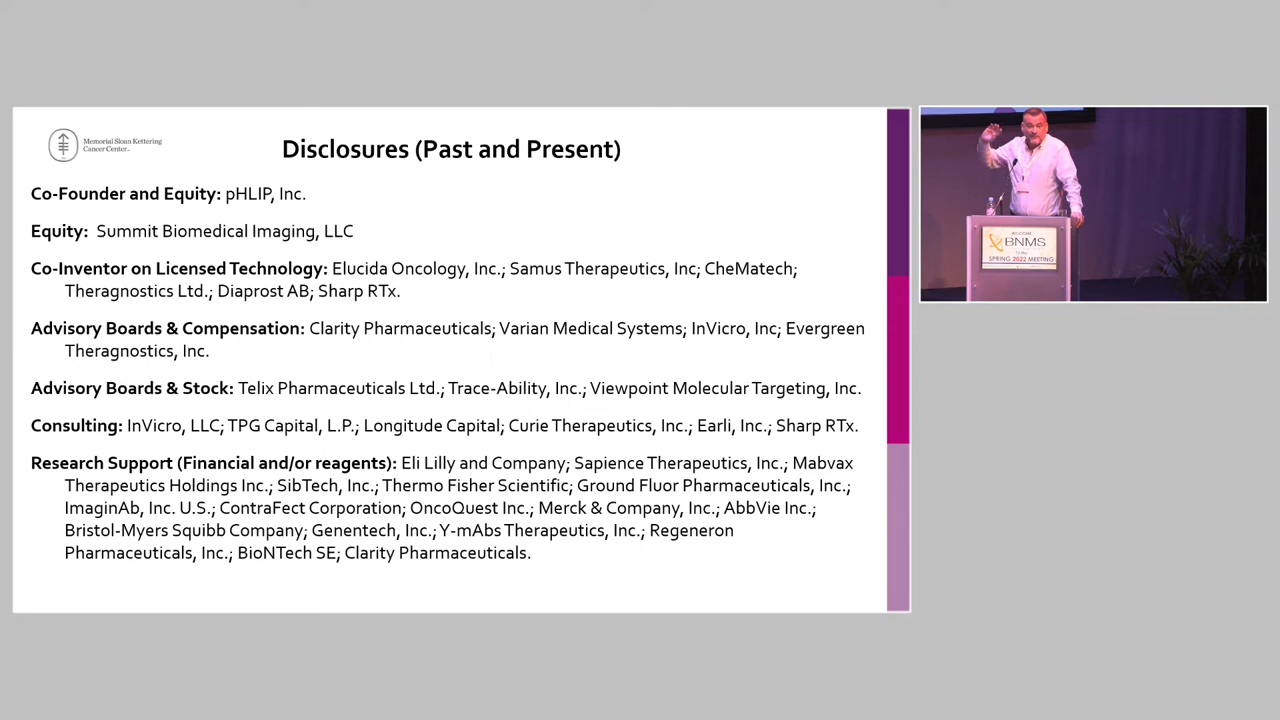 Memorial Sloan Kettering
Cancer Center™
Disclosures (Past and Present)
Co-Founder and Equity: pHLIP, Inc.
Equity: Summit Biomedical Imaging, LLC
Co-Inventor on Licensed Technology: Elucida Oncology, Inc.; Samus Therapeutics, Inc; CheMatech;
Theragnostics Ltd.; Diaprost AB; Sharp RTx.
Advisory Boards & Compensation: Clarity Pharmaceuticals; Varian Medical Systems; InVicro, Inc; Evergreen
Theragnostics, Inc.
Advisory Boards & Stock: Telix Pharmaceuticals Ltd.; Trace-Ability, Inc.; Viewpoint Molecular Targeting, Inc.
Consulting: InVicro, LLC; TPG Capital, L.P.; Longitude Capital; Curie Therapeutics, Inc.; Earli, Inc.; Sharp RTx.
Research Support (Financial and/or reagents): Eli Lilly and Company; Sapience Therapeutics, Inc.; Mabvax
Therapeutics Holdings Inc.; SibTech, Inc.; Thermo Fisher Scientific; Ground Fluor Pharmaceuticals, Inc.;
ImaginAb, Inc. U.S.; ContraFect Corporation; OncoQuest Inc.; Merck & Company, Inc.; AbbVie Inc.;
Bristol-Myers Squibb Company; Genentech, Inc.; Y-mAbs Therapeutics, Inc.; Regeneron
Pharmaceuticals, Inc.; BioNTech SE; Clarity Pharmaceuticals.
BNMS
SPRING 2022 MEETING